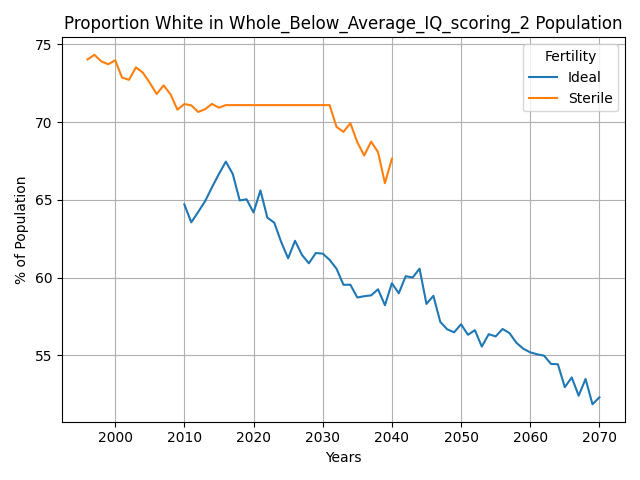 Proportion White in Whole_Below_Average_IQ_scoring_2 Population
Fertility
Ideal
Sterile
% of Population
75
70
65
60
55
2000 2010 2020 2030 2040 2050 2060 2070
Years